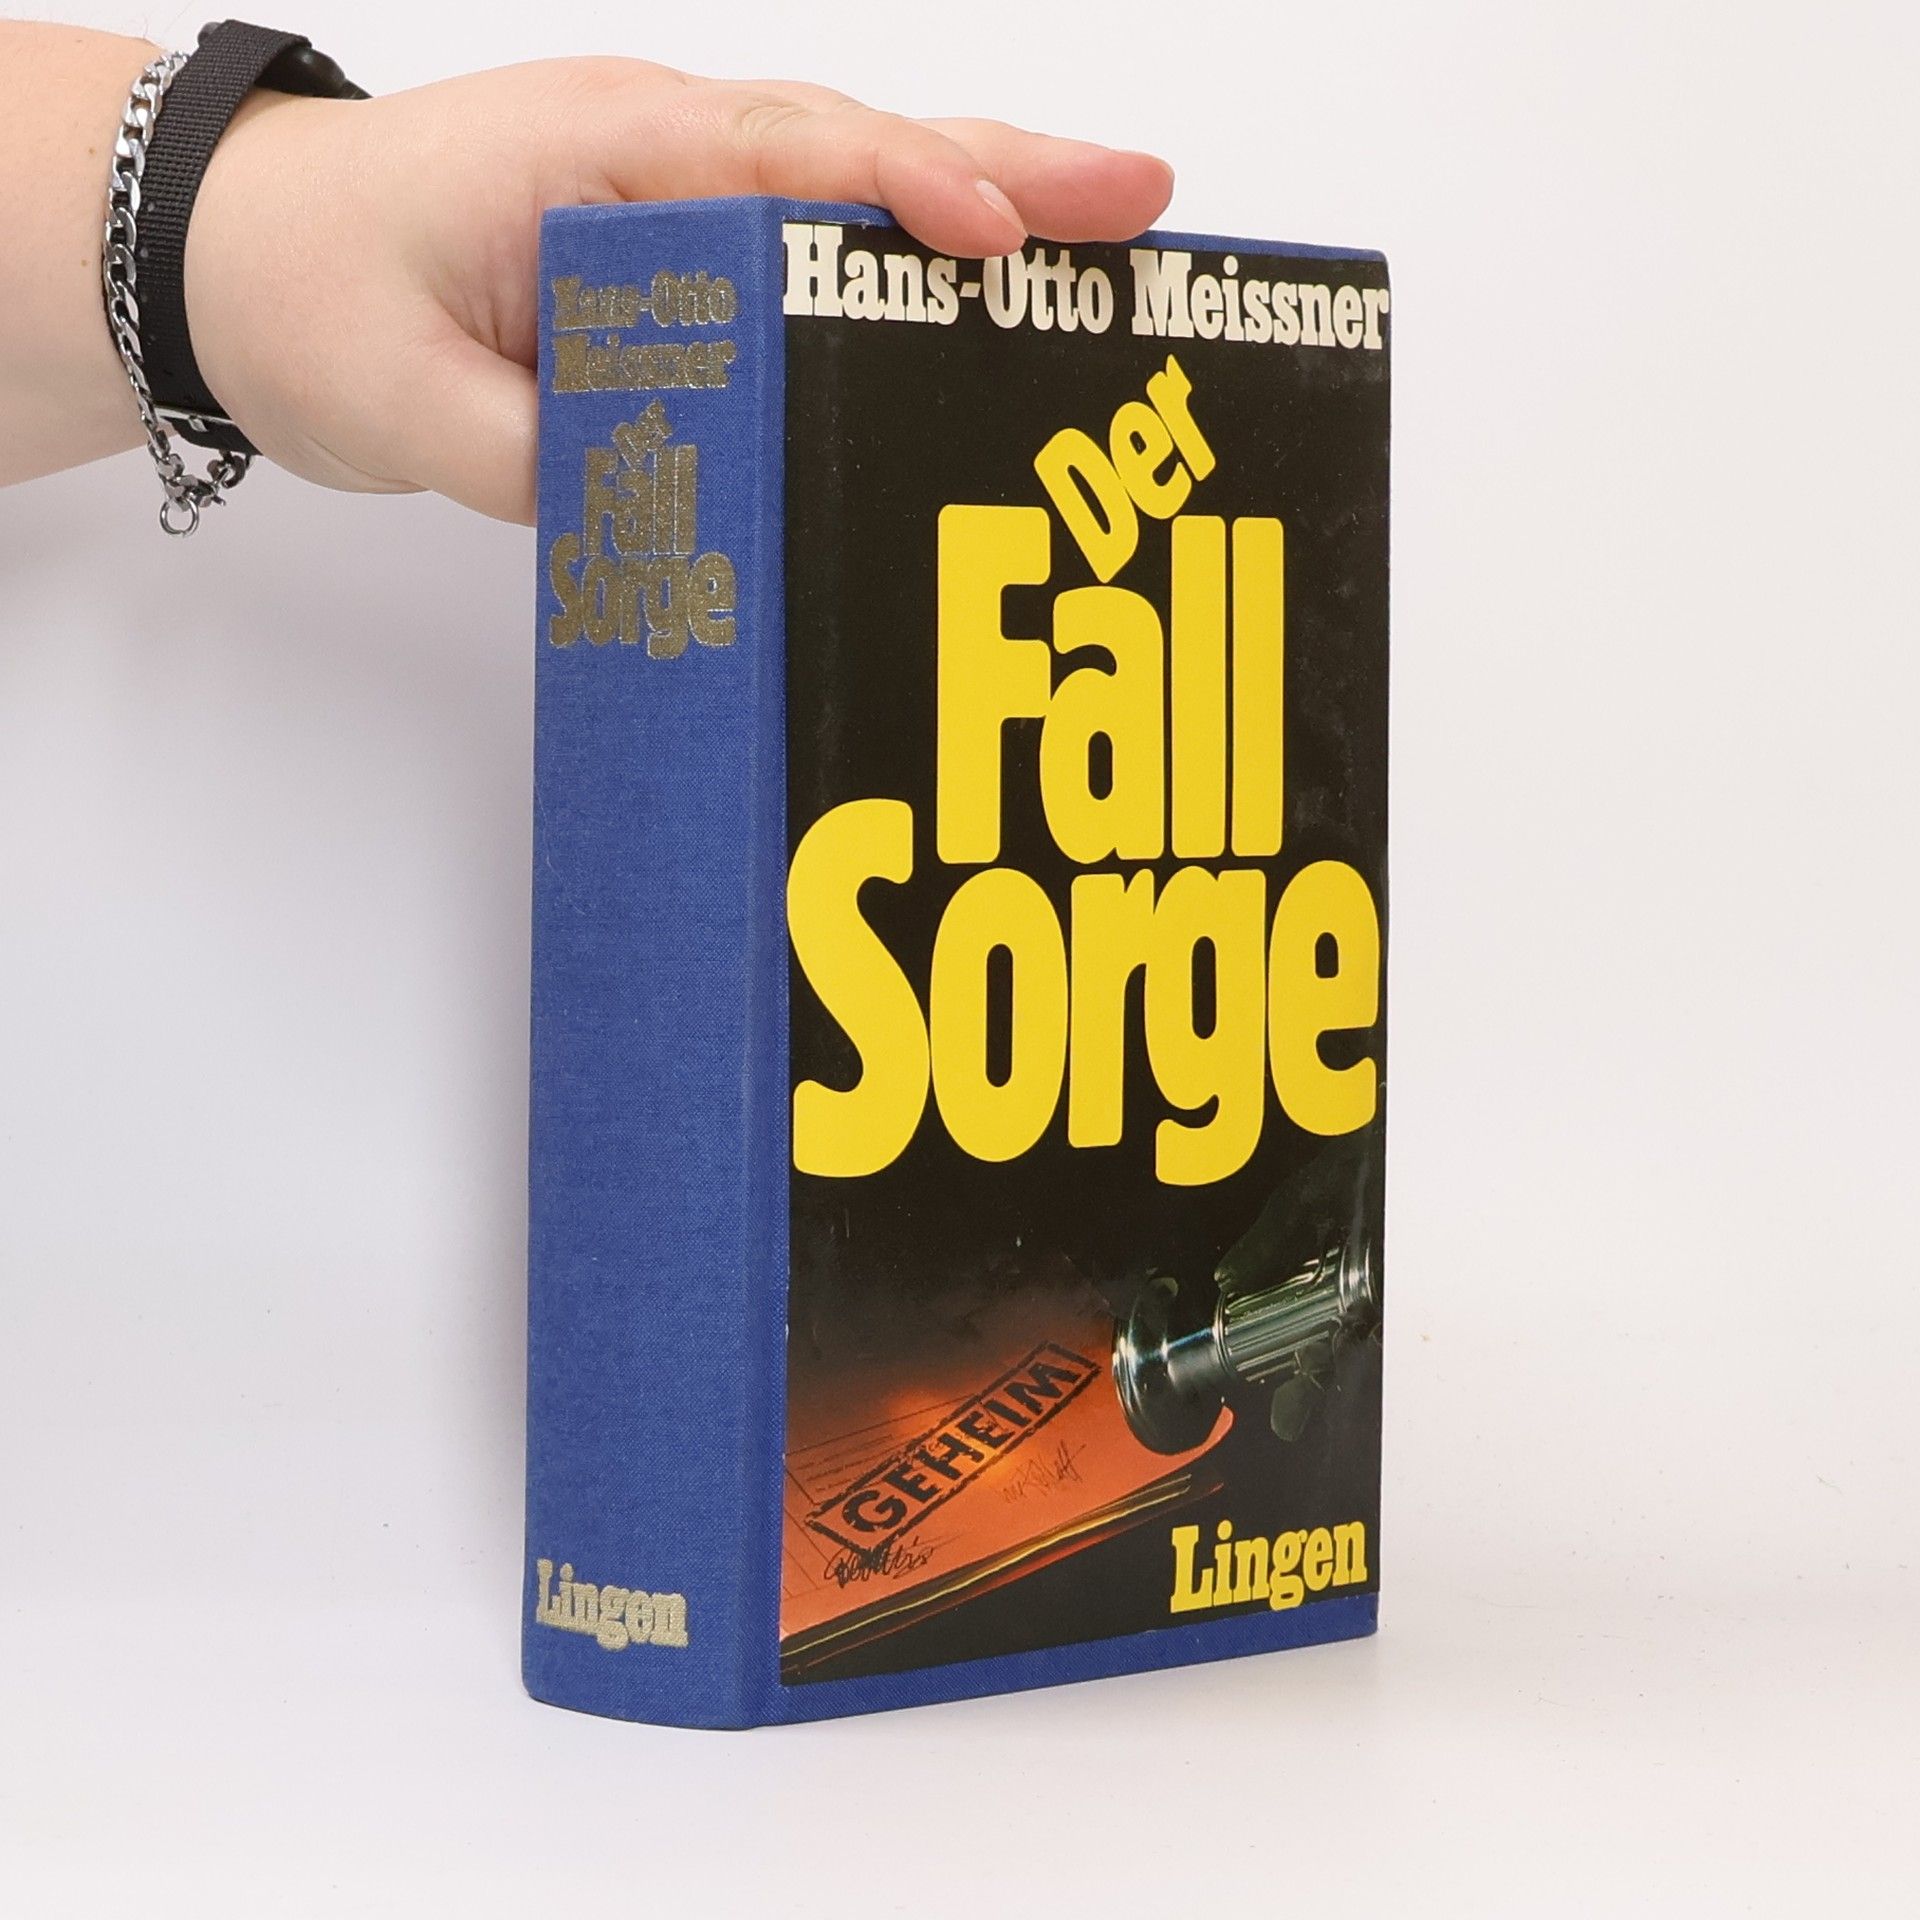 Hans-Otto
Meissner
Der
Fall
Sorge
Lingen
Hans-Otto Meissner
Der
Fall
Sorge
GEHEIM
Lingen